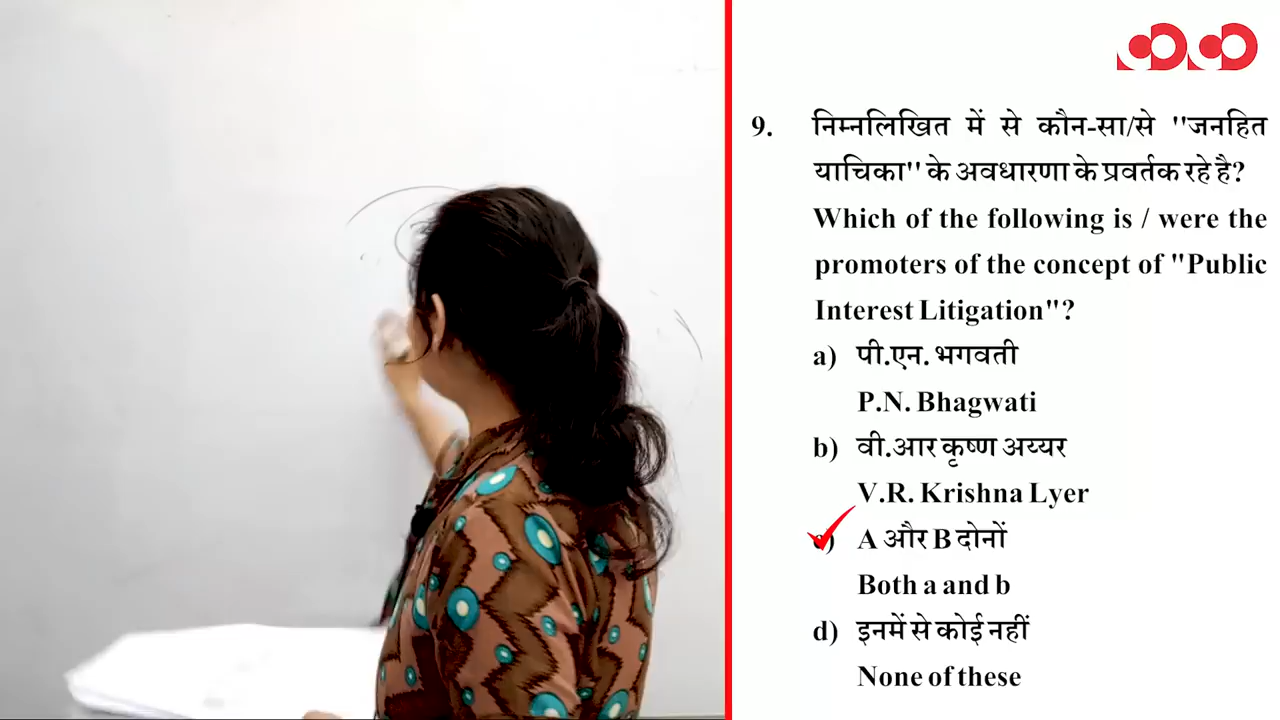 9. निम्नलिखित में से कौन-सा/से ''जनहित
याचिका'' के अवधारणा के प्रवर्तक रहे है?
Which of the following is / were the
promoters of the concept of "Public
Interest Litigation"?
a) पी.एन. भगवती
P.N. Bhagwati
b) वी.आर कृष्ण अय्यर
V.R. Krishna Lyer
c) A और B दोनों
Both a and b
d) इनमें से कोई नहीं
None of these